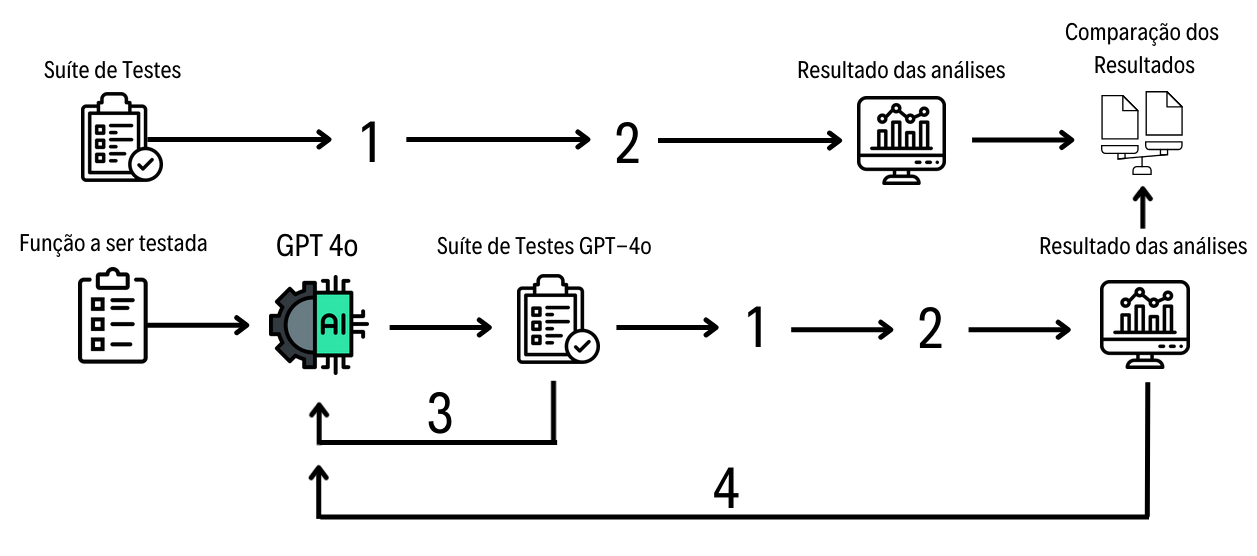 Comparação dos
Resultados
Suíte de Testes
Resultado das análises
1
2
Função a ser testada
GPT 4o
Suíte de Testes GPT-4o
Resultado das análises
AI
1
2
3
4